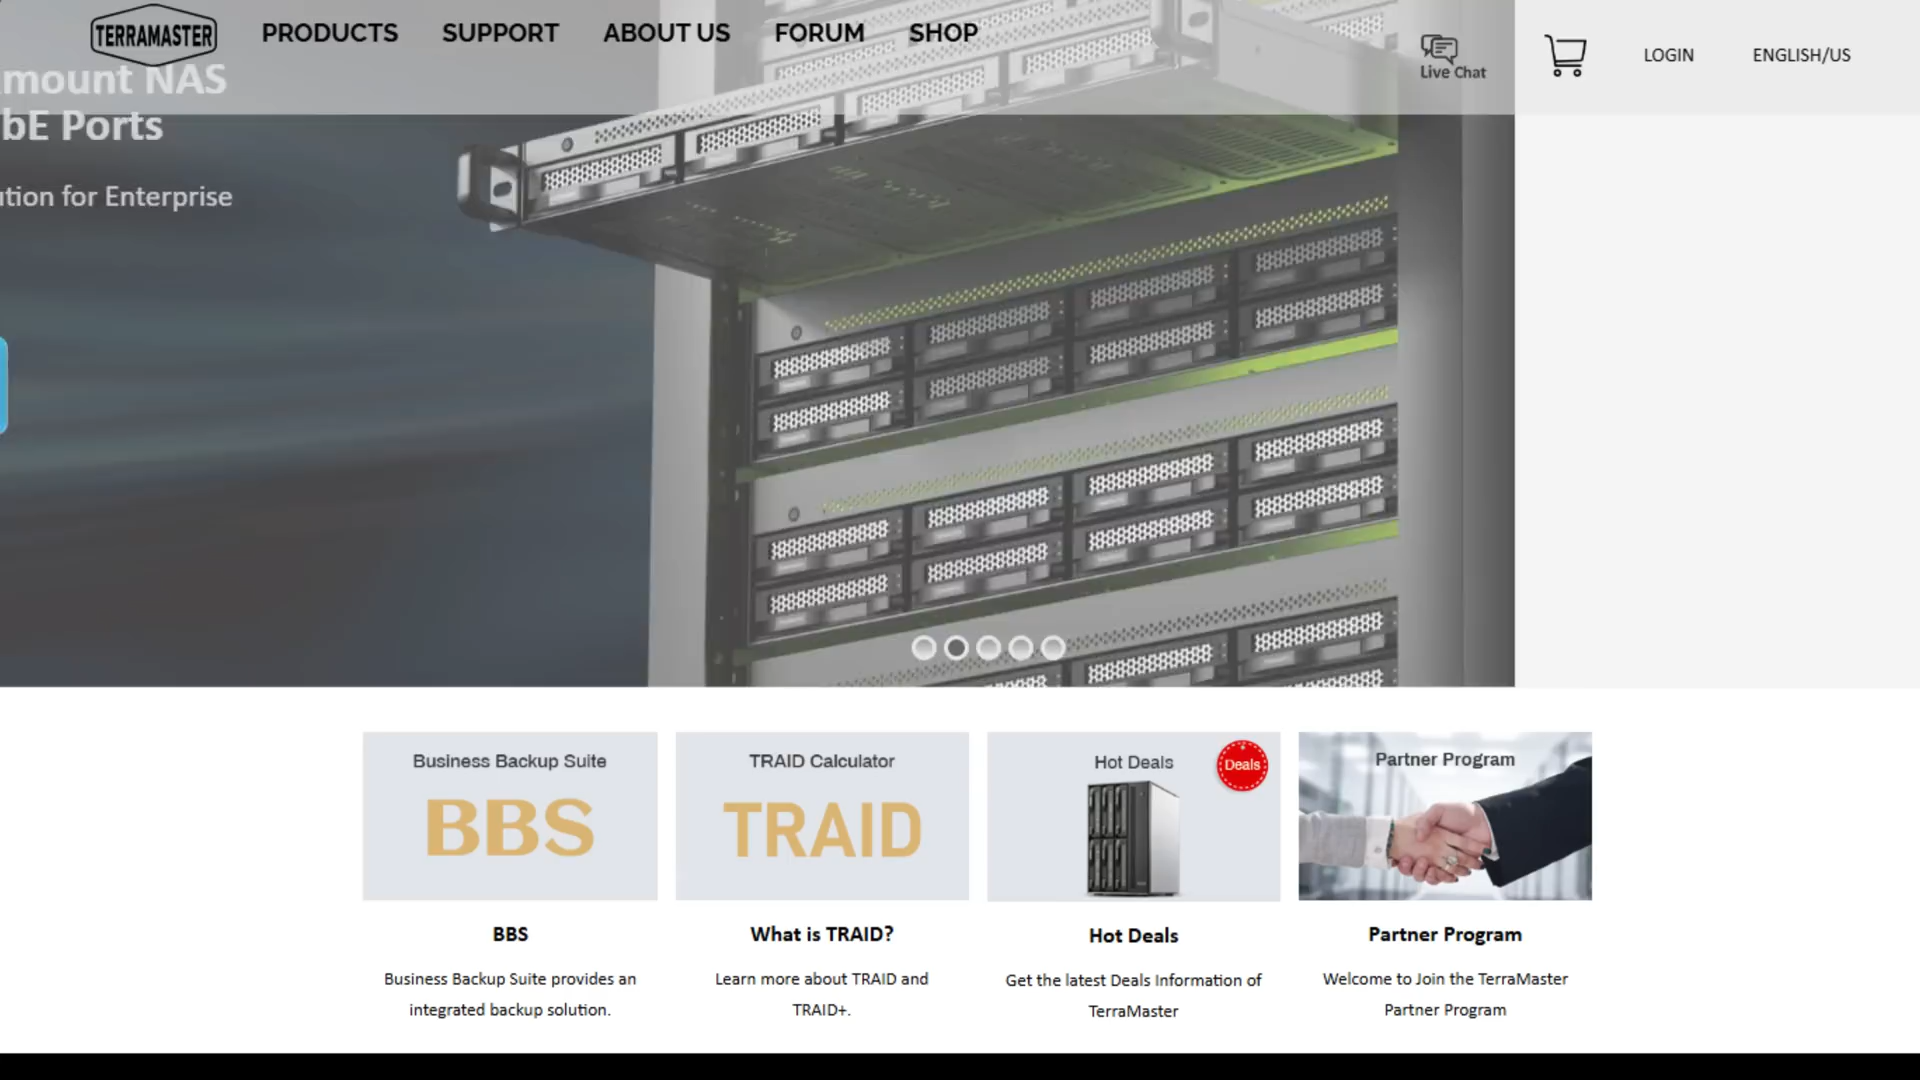 TERRAMASTER
PRODUCTS
SUPPORT
ABOUT US
FORUM
SHOP
Live Chat
LOGIN
ENGLISH/US
mount NAS
bE Ports
ution for Enterprise
Business Backup Suite
BBS
TRAID Calculator
TRAID
Hot Deals
Deals
Partner Program
BBS
Business Backup Suite provides an
integrated backup solution.
What is TRAID?
Learn more about TRAID and
TRAID+.
Hot Deals
Get the latest Deals Information of
TerraMaster
Partner Program
Welcome to Join the TerraMaster
Partner Program